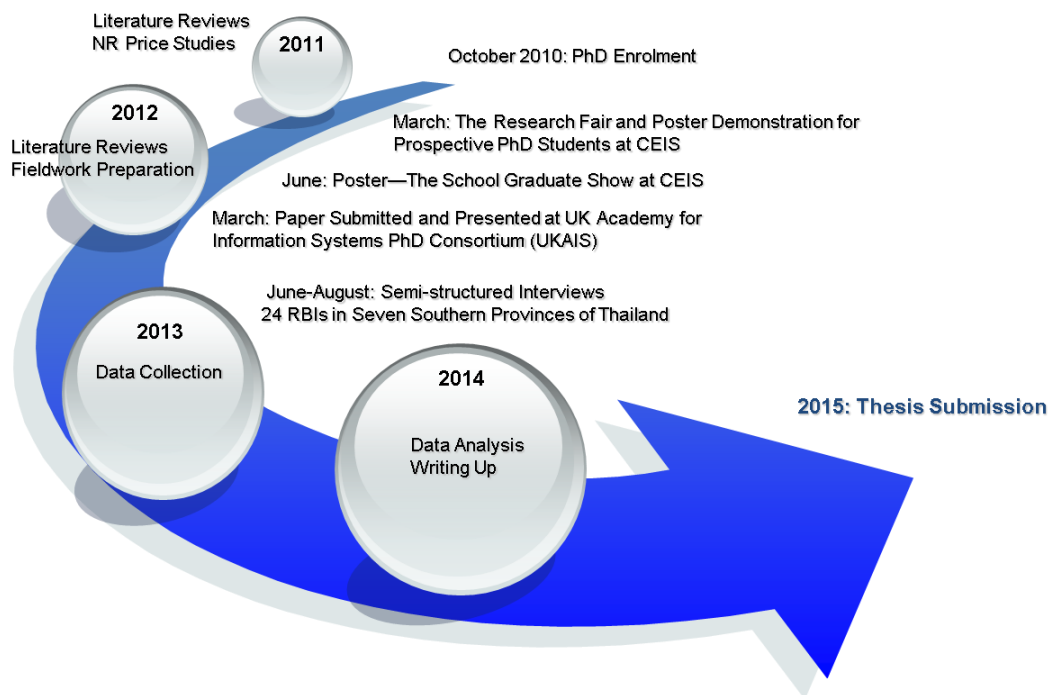 Literature Reviews
NR Price Studies
2011
October 2010: PhD Enrolment
2012
Literature Reviews
Fieldwork Preparation
March: The Research Fair and Poster Demonstration for
Prospective PhD Students at CEIS
June: Poster—The School Graduate Show at CEIS
March: Paper Submitted and Presented at UK Academy for
Information Systems PhD Consortium (UKAIS)
June-August: Semi-structured Interviews
24 RBIs in Seven Southern Provinces of Thailand
2013
Data Collection
2014
Data Analysis
Writing Up
2015: Thesis Submission